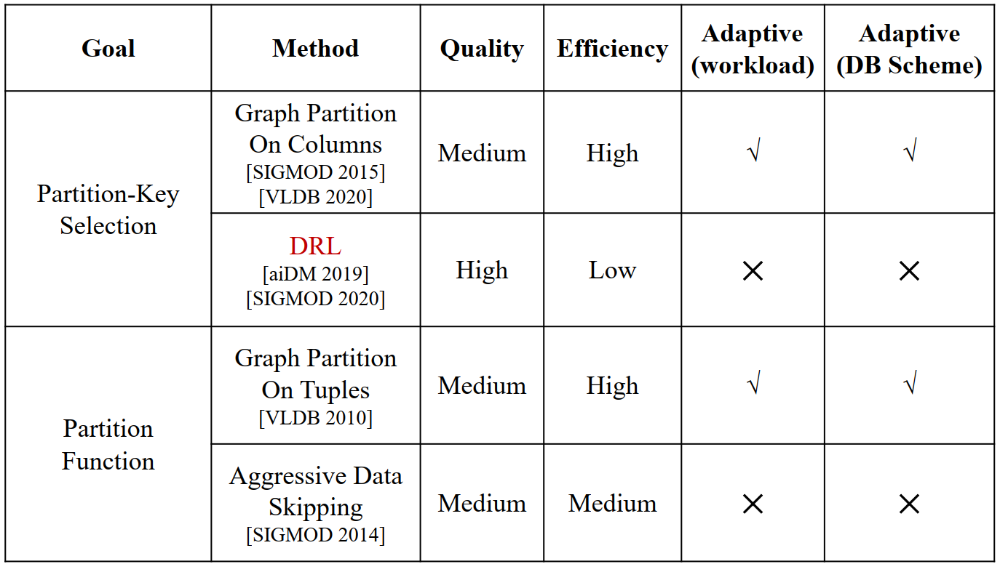 Goal
Method
Quality
Efficiency
Adaptive
(workload)
Adaptive
(DB Scheme)
Partition-Key
Selection
Graph Partition
On Columns
[SIGMOD 2015]
[VLDB 2020]
Medium
High
√
√
DRL
[aiDM 2019]
[SIGMOD 2020]
High
Low
×
×
Partition
Function
Graph Partition
On Tuples
[VLDB 2010]
Medium
High
√
√
Aggressive Data
Skipping
[SIGMOD 2014]
Medium
Medium
×
×